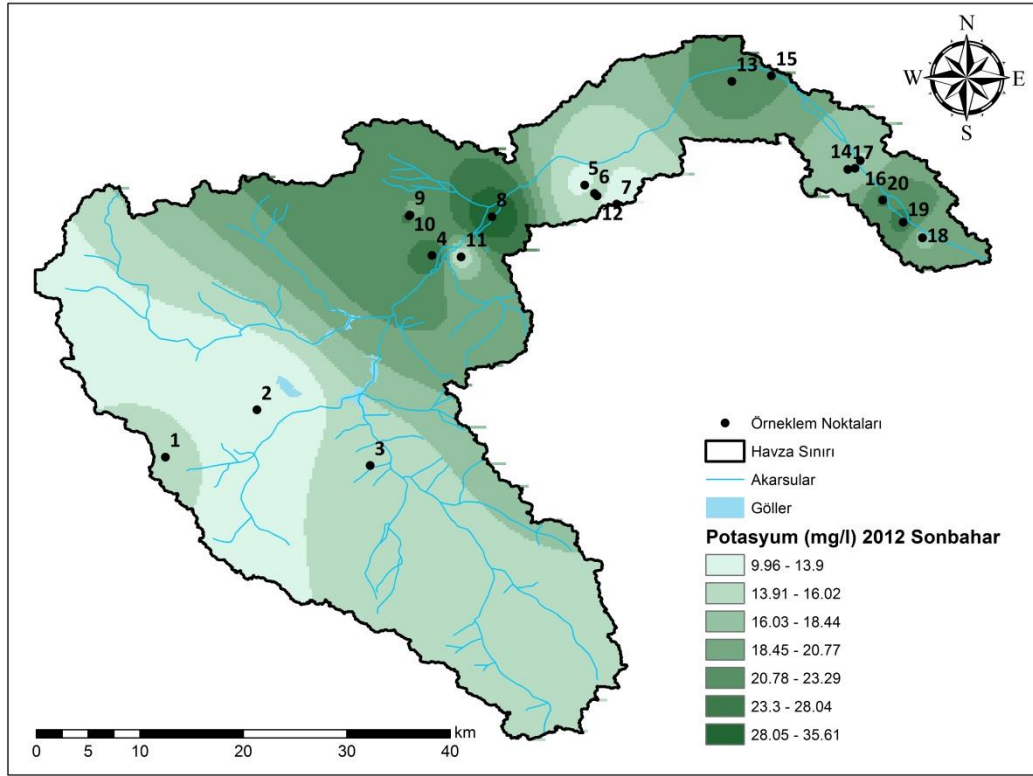 N
W
E
S
13
15
14
17
5
6
16
20
7
9
8
12
19
10
4
11
18
2
1
3
Örneklem Noktaları
Havza Sınırı
Akarsular
Göller
Potasyum (mg/l) 2012 Sonbahar
9.96 - 13.9
13.91 - 16.02
16.03 - 18.44
18.45 - 20.77
20.78 - 23.29
23.3 - 28.04
28.05 - 35.61
km
0 5 10 20 30 40